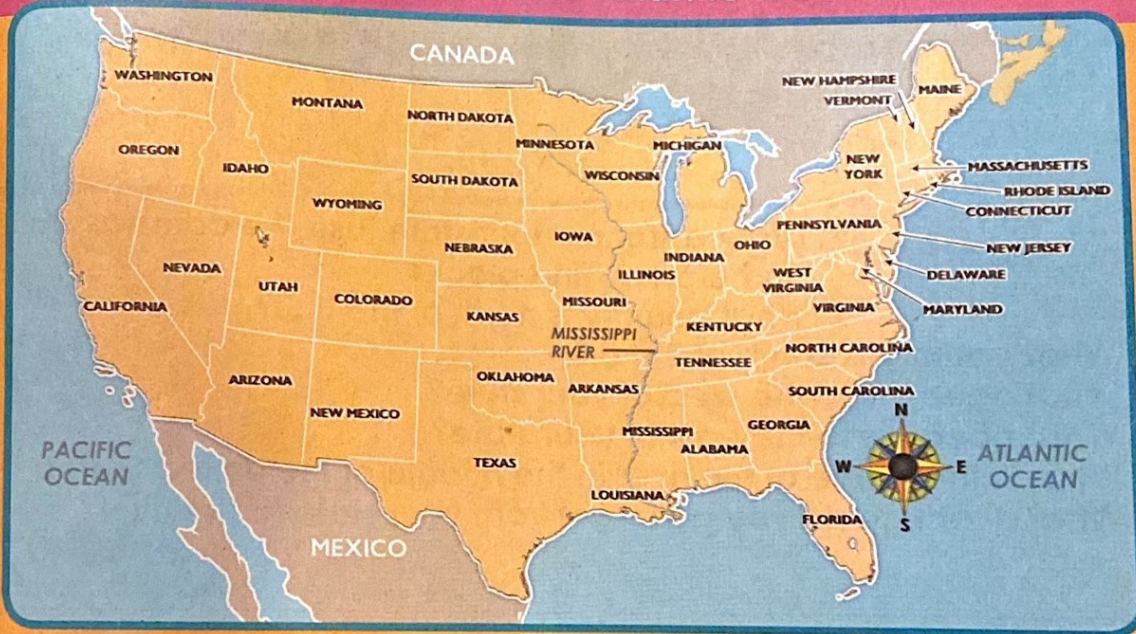 CANADA
WASHINGTON
MONTANA
NORTH DAKOTA
MINNESOTA
MICHIGAN
NEW HAMPSHIRE
VERMONT
MAINE
OREGON
IDAHO
WYOMING
SOUTH DAKOTA
WISCONSIN
NEW
YORK
MASSACHUSETTS
RHODE ISLAND
CONNECTICUT
NEBRASKA
IOWA
ILLINOIS
INDIANA
OHIO
PENNSYLVANIA
NEW JERSEY
DELAWARE
MARYLAND
NEVADA
UTAH
COLORADO
KANSAS
MISSOURI
WEST
VIRGINIA
VIRGINIA
KENTUCKY
CALIFORNIA
MISSISSIPPI
RIVER
TENNESSEE
NORTH CAROLINA
ARIZONA
NEW MEXICO
OKLAHOMA
ARKANSAS
SOUTH CAROLINA
MISSISSIPPI
ALABAMA
GEORGIA
TEXAS
LOUISIANA
FLORIDA
PACIFIC
OCEAN
MEXICO
N
W
E
S
ATLANTIC
OCEAN